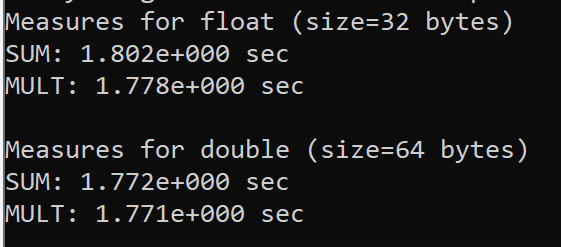 Measures for float (size=32 bytes)
SUM: 1.802e+000 sec
MULT: 1.778e+000 sec
Measures for double (size=64 bytes)
SUM: 1.772e+000 sec
MULT: 1.771e+000 sec